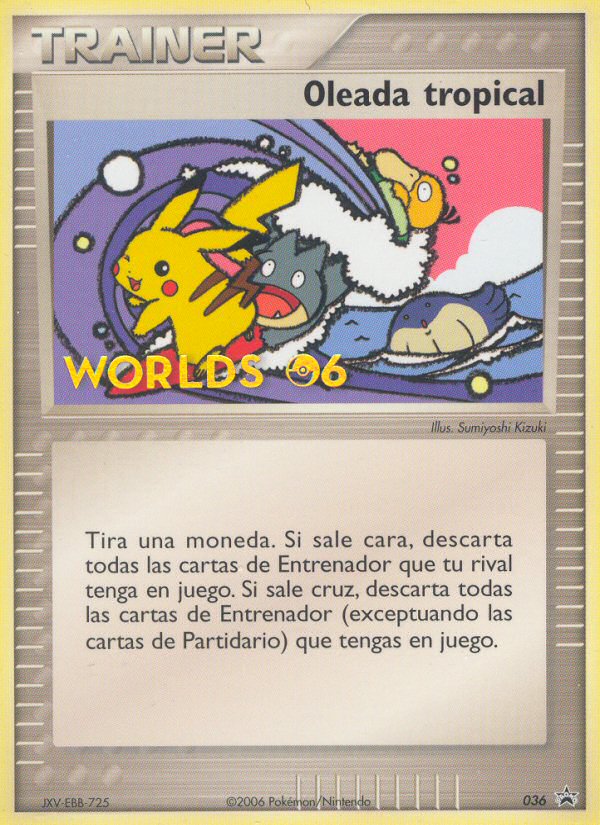 TRAINER
Oleada tropical
WORLDS 06
Illus. Sumiyoshi Kizuki
Tira una moneda. Si sale cara, descarta
todas las cartas de Entrenador que tu rival
tenga en juego. Si sale cruz, descarta todas
las cartas de Entrenador (exceptuando las
cartas de Partidario) que tengas en juego.
JXV-EBB-725
©2006 Pokémon/Nintendo
036